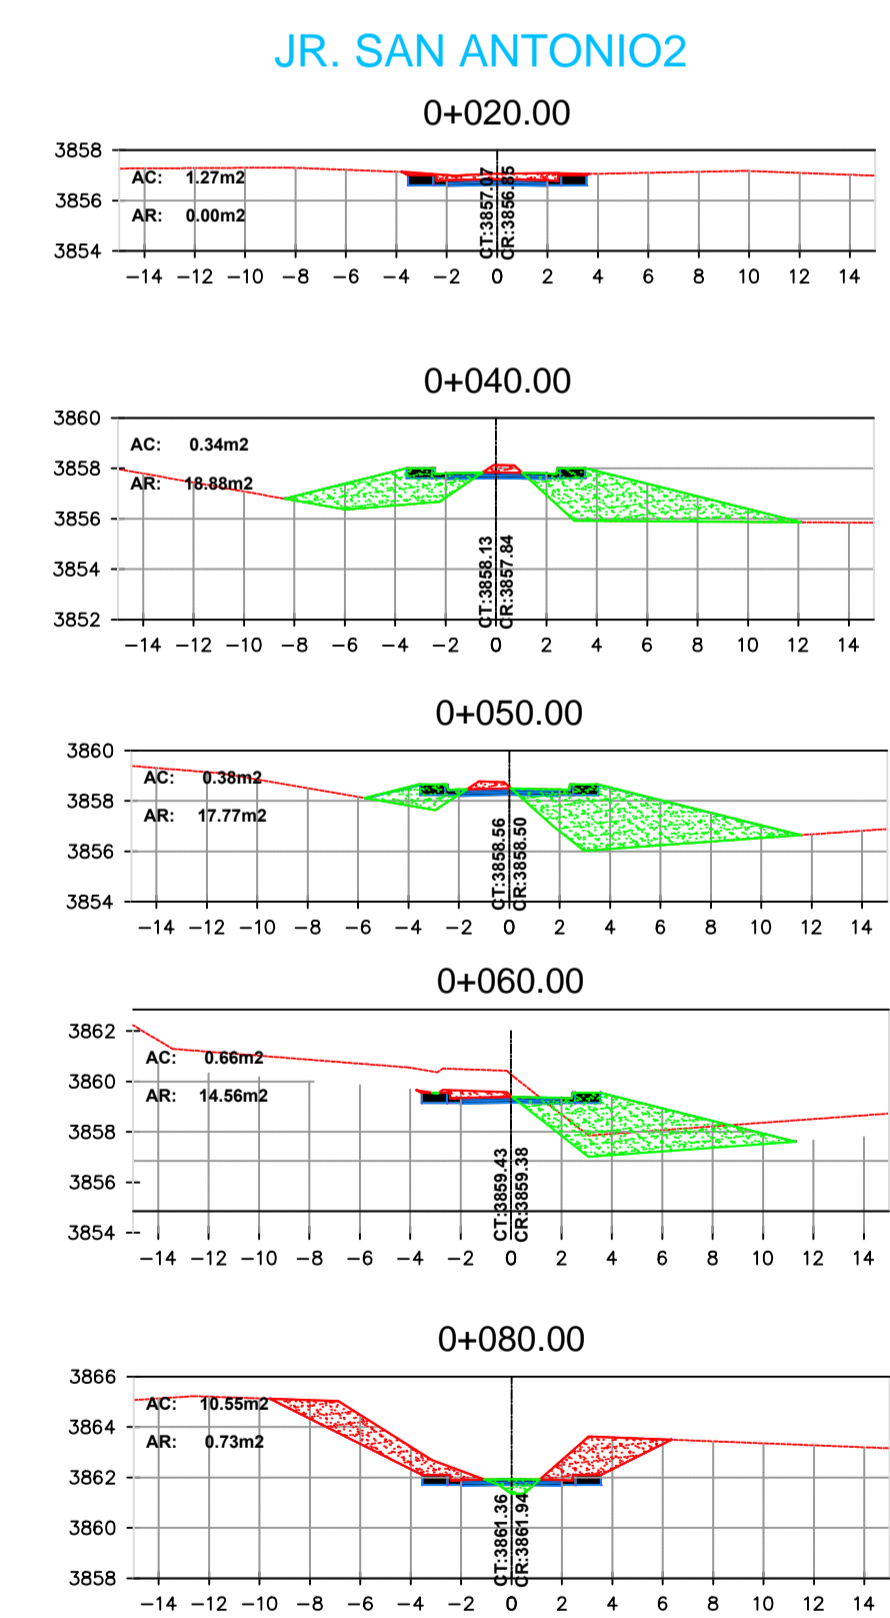 JR. SAN ANTONIO2
0+020.00
3858
AC: 1.27m2
3856
AR: 0.00m2
3854
CT:3857.07
CR:3856.85
−14 −12 −10 −8 −6 −4 −2 0 2 4 6 8 10 12 14
0+040.00
3860
AC: 0.34m2
3858
AR: 18.88m2
3856
3854
3852
CT:3858.13
CR:3857.84
−14 −12 −10 −8 −6 −4 −2 0 2 4 6 8 10 12 14
0+050.00
3860
AC: 0.38m2
3858
AR: 17.77m2
3856
3854
CT:3858.56
CR:3858.50
−14 −12 −10 −8 −6 −4 −2 0 2 4 6 8 10 12 14
0+060.00
3862
AC: 0.66m2
3860
AR: 14.56m2
3858
3856
3854
CT:3859.43
CR:3859.38
−14 −12 −10 −8 −6 −4 −2 0 2 4 6 8 10 12 14
0+080.00
3866
AC: 10.55m2
3864
AR: 0.73m2
3862
3860
3858
CT:3861.36
CR:3861.94
−14 −12 −10 −8 −6 −4 −2 0 2 4 6 8 10 12 14